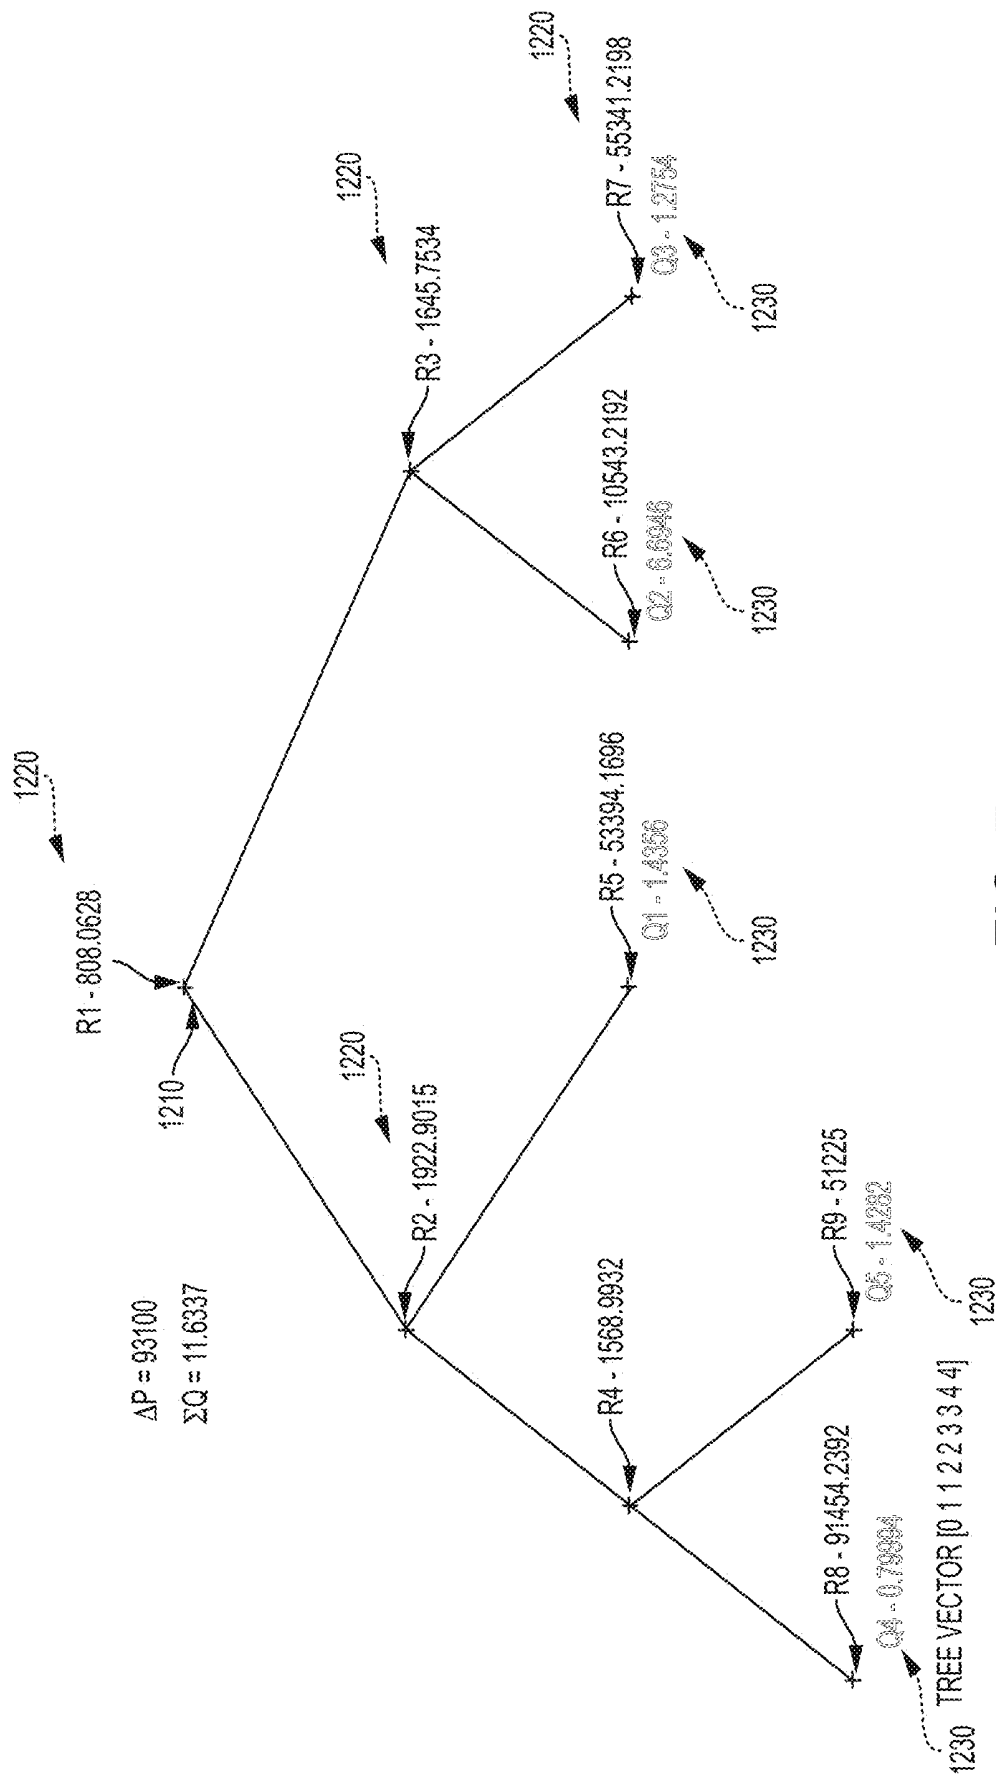 1220
R1 - 808.0628
1210
ΔP = 93100
ΣQ = 11.6337
1220
R2 - 1922.9015
1220
R3 - 1645.7534
1220
R4 - 1568.9932
R5 - 53394.1696
Q1 - 1.4356
1230
R6 - 10543.2192
Q2 - 6.6946
1230
R7 - 55341.2198
Q3 - 1.2754
1230
R8 - 91454.2392
Q4 - 0.79994
1230
R9 - 51225
Q5 - 1.4282
1230
TREE VECTOR [0 1 1 2 2 3 3 4 4]